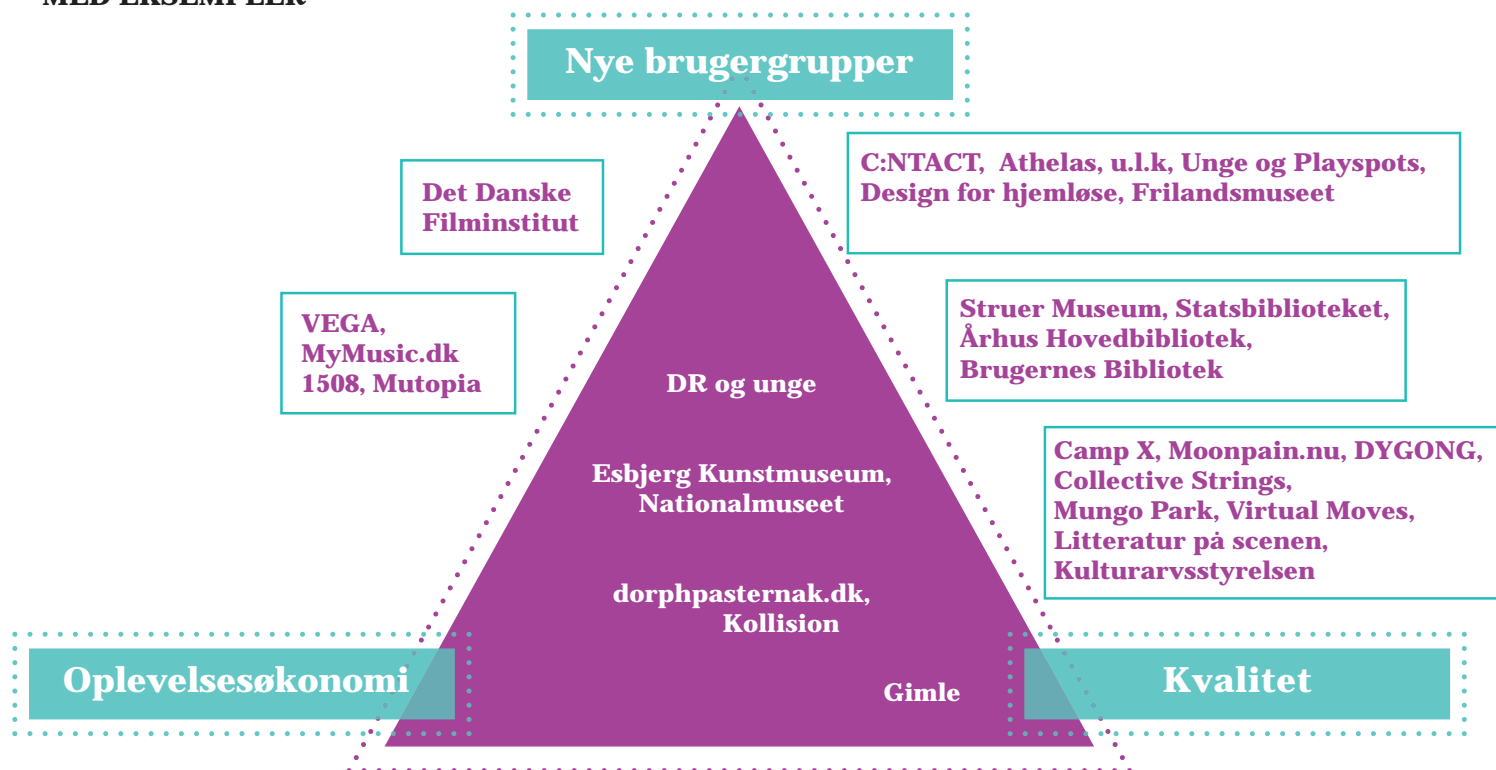 MED EKSEMPLER
Nye brugergrupper
Det Danske
Filminstitut
C:NTACT, Athelas, u.l.k, Unge og Playspots,
Design for hjemløse, Frilandsmuseet
VEGA,
MyMusic.dk
1508, Mutopia
Struer Museum, Statsbiblioteket,
Århus Hovedbibliotek,
Brugernes Bibliotek
DR og unge
Esbjerg Kunstmuseum,
Nationalmuseet
Camp X, Moonpain.nu, DYGONG,
Collective Strings,
Mungo Park, Virtual Moves,
Litteratur på scenen,
Kulturarvsstyrelsen
dorphpasternak.dk,
Kollision
Oplevelsesøkonomi
Gimle
Kvalitet